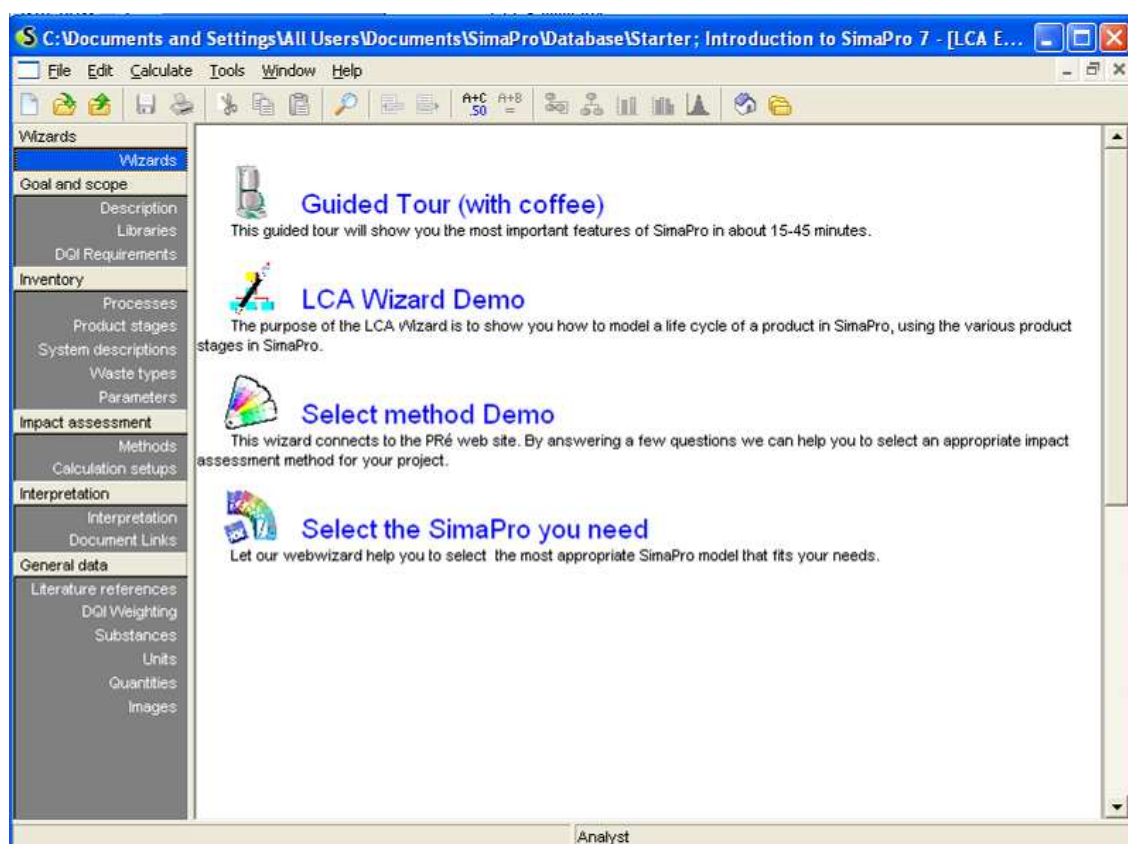 C:\Documents and Settings\All Users\Documents\SimaPro\Database\Starter; Introduction to SimaPro 7 - [LCA E...
File Edit Calculate Tools Window Help
A+C
.50
A+B
=
Wizards
Wizards
Goal and scope
Description
Libraries
DQI Requirements
Inventory
Processes
Product stages
System descriptions
Waste types
Parameters
Impact assessment
Methods
Calculation setups
Interpretation
Interpretation
Document Links
General data
Literature references
DQI Weighting
Substances
Units
Quantities
Images
Guided Tour (with coffee)
This guided tour will show you the most important features of SimaPro in about 15-45 minutes.
LCA Wizard Demo
The purpose of the LCA Wizard is to show you how to model a life cycle of a product in SimaPro, using the various product
stages in SimaPro.
Select method Demo
This wizard connects to the PRé web site. By answering a few questions we can help you to select an appropriate impact
assessment method for your project.
Select the SimaPro you need
Let our webwizard help you to select the most appropriate SimaPro model that fits your needs.
Analyst